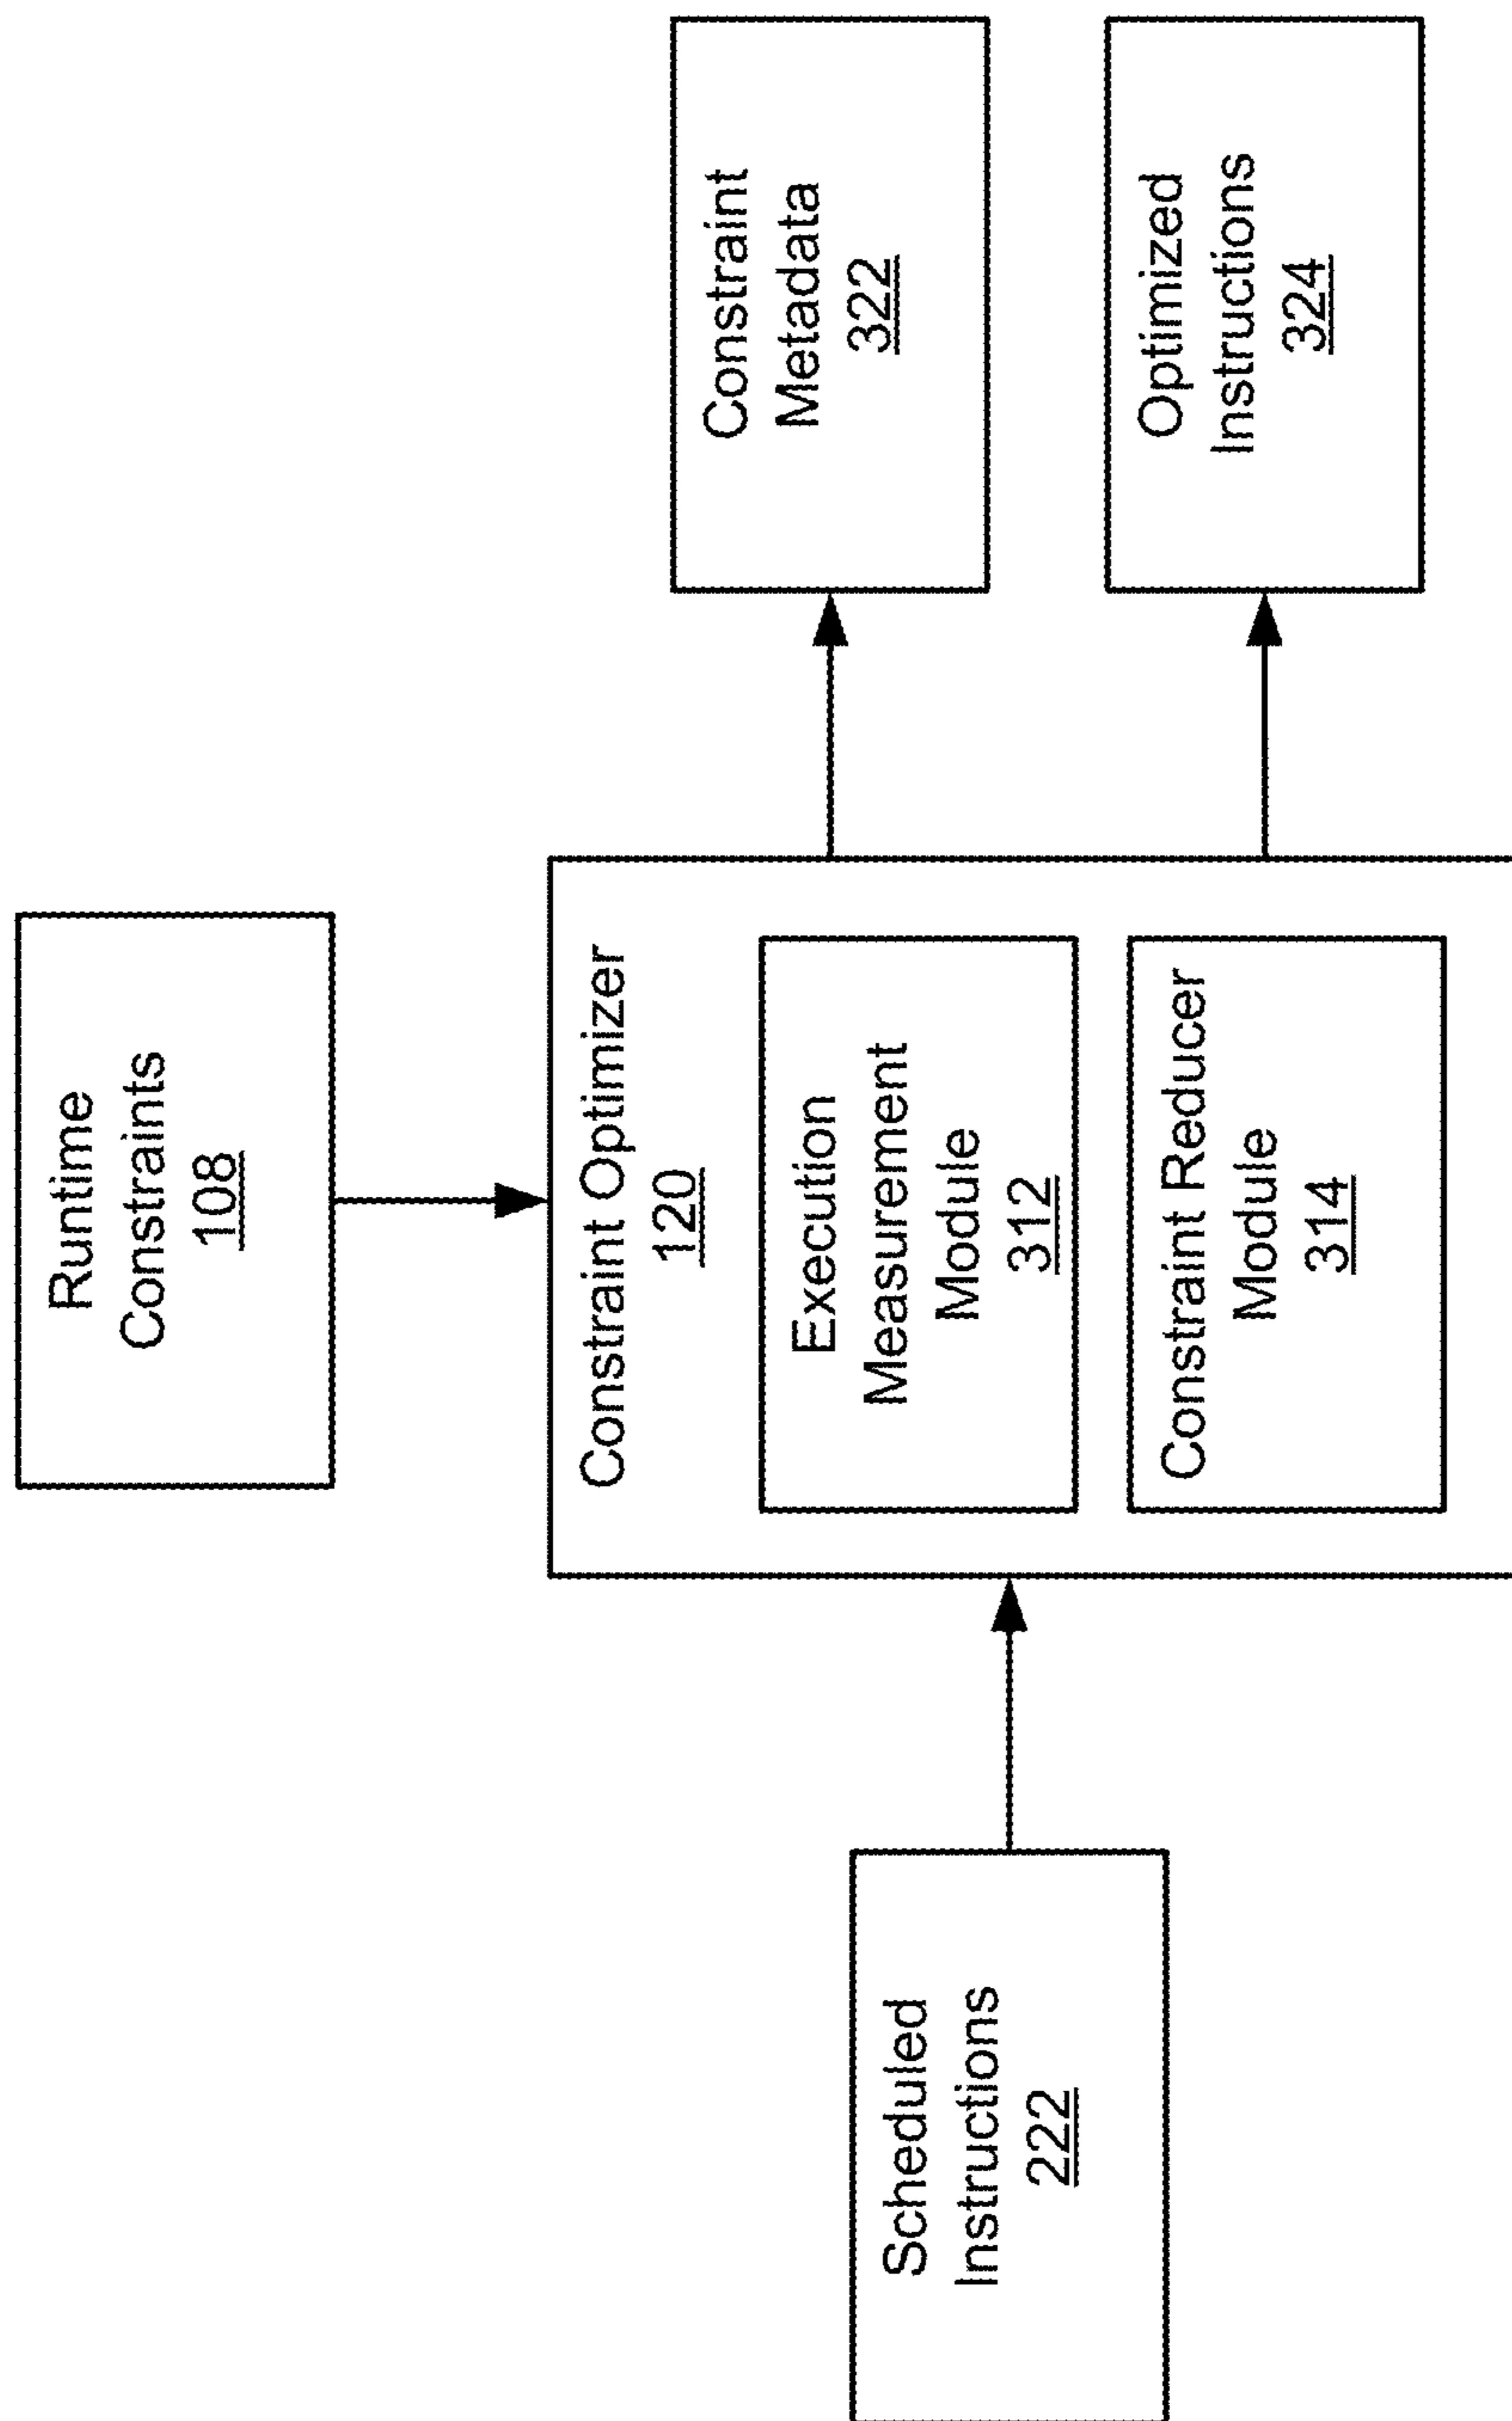 Runtime
Constraints
108
Scheduled
Instructions
222
Constraint Optimizer
120
Execution
Measurement
Module
312
Constraint Reducer
Module
314
Constraint
Metadata
322
Optimized
Instructions
324